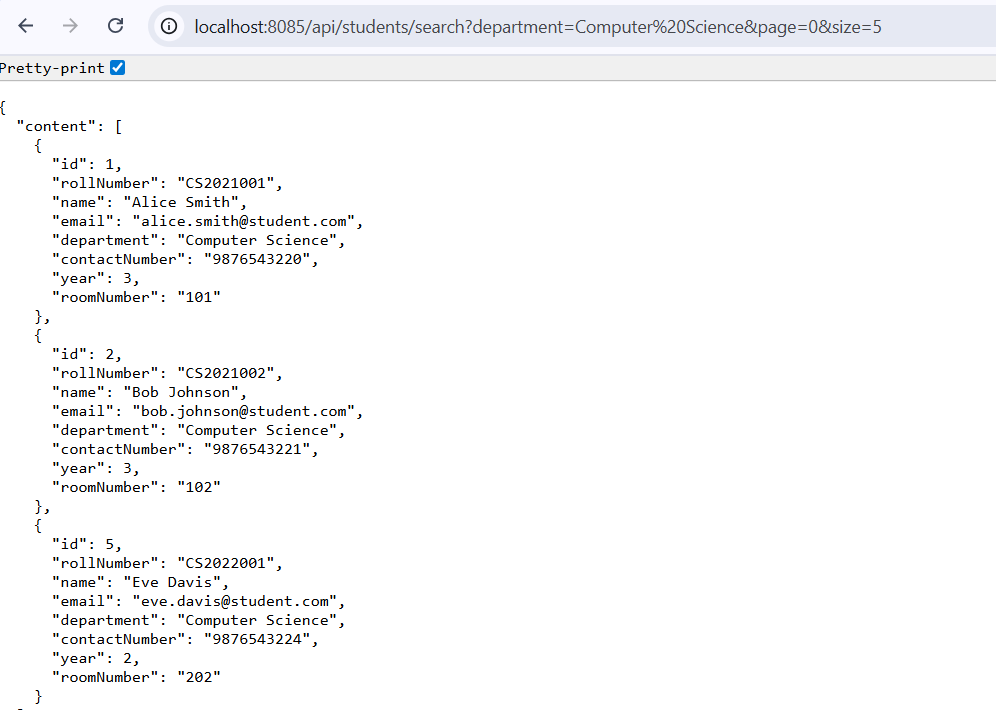 localhost:8085/api/students/search?department=Computer%20Science&page=0&size=5
Pretty-print
{
  "content": [
    {
      "id": 1,
      "rollNumber": "CS2021001",
      "name": "Alice Smith",
      "email": "alice.smith@student.com",
      "department": "Computer Science",
      "contactNumber": "9876543220",
      "year": 3,
      "roomNumber": "101"
    },
    {
      "id": 2,
      "rollNumber": "CS2021002",
      "name": "Bob Johnson",
      "email": "bob.johnson@student.com",
      "department": "Computer Science",
      "contactNumber": "9876543221",
      "year": 3,
      "roomNumber": "102"
    },
    {
      "id": 5,
      "rollNumber": "CS2022001",
      "name": "Eve Davis",
      "email": "eve.davis@student.com",
      "department": "Computer Science",
      "contactNumber": "9876543224",
      "year": 2,
      "roomNumber": "202"
    }